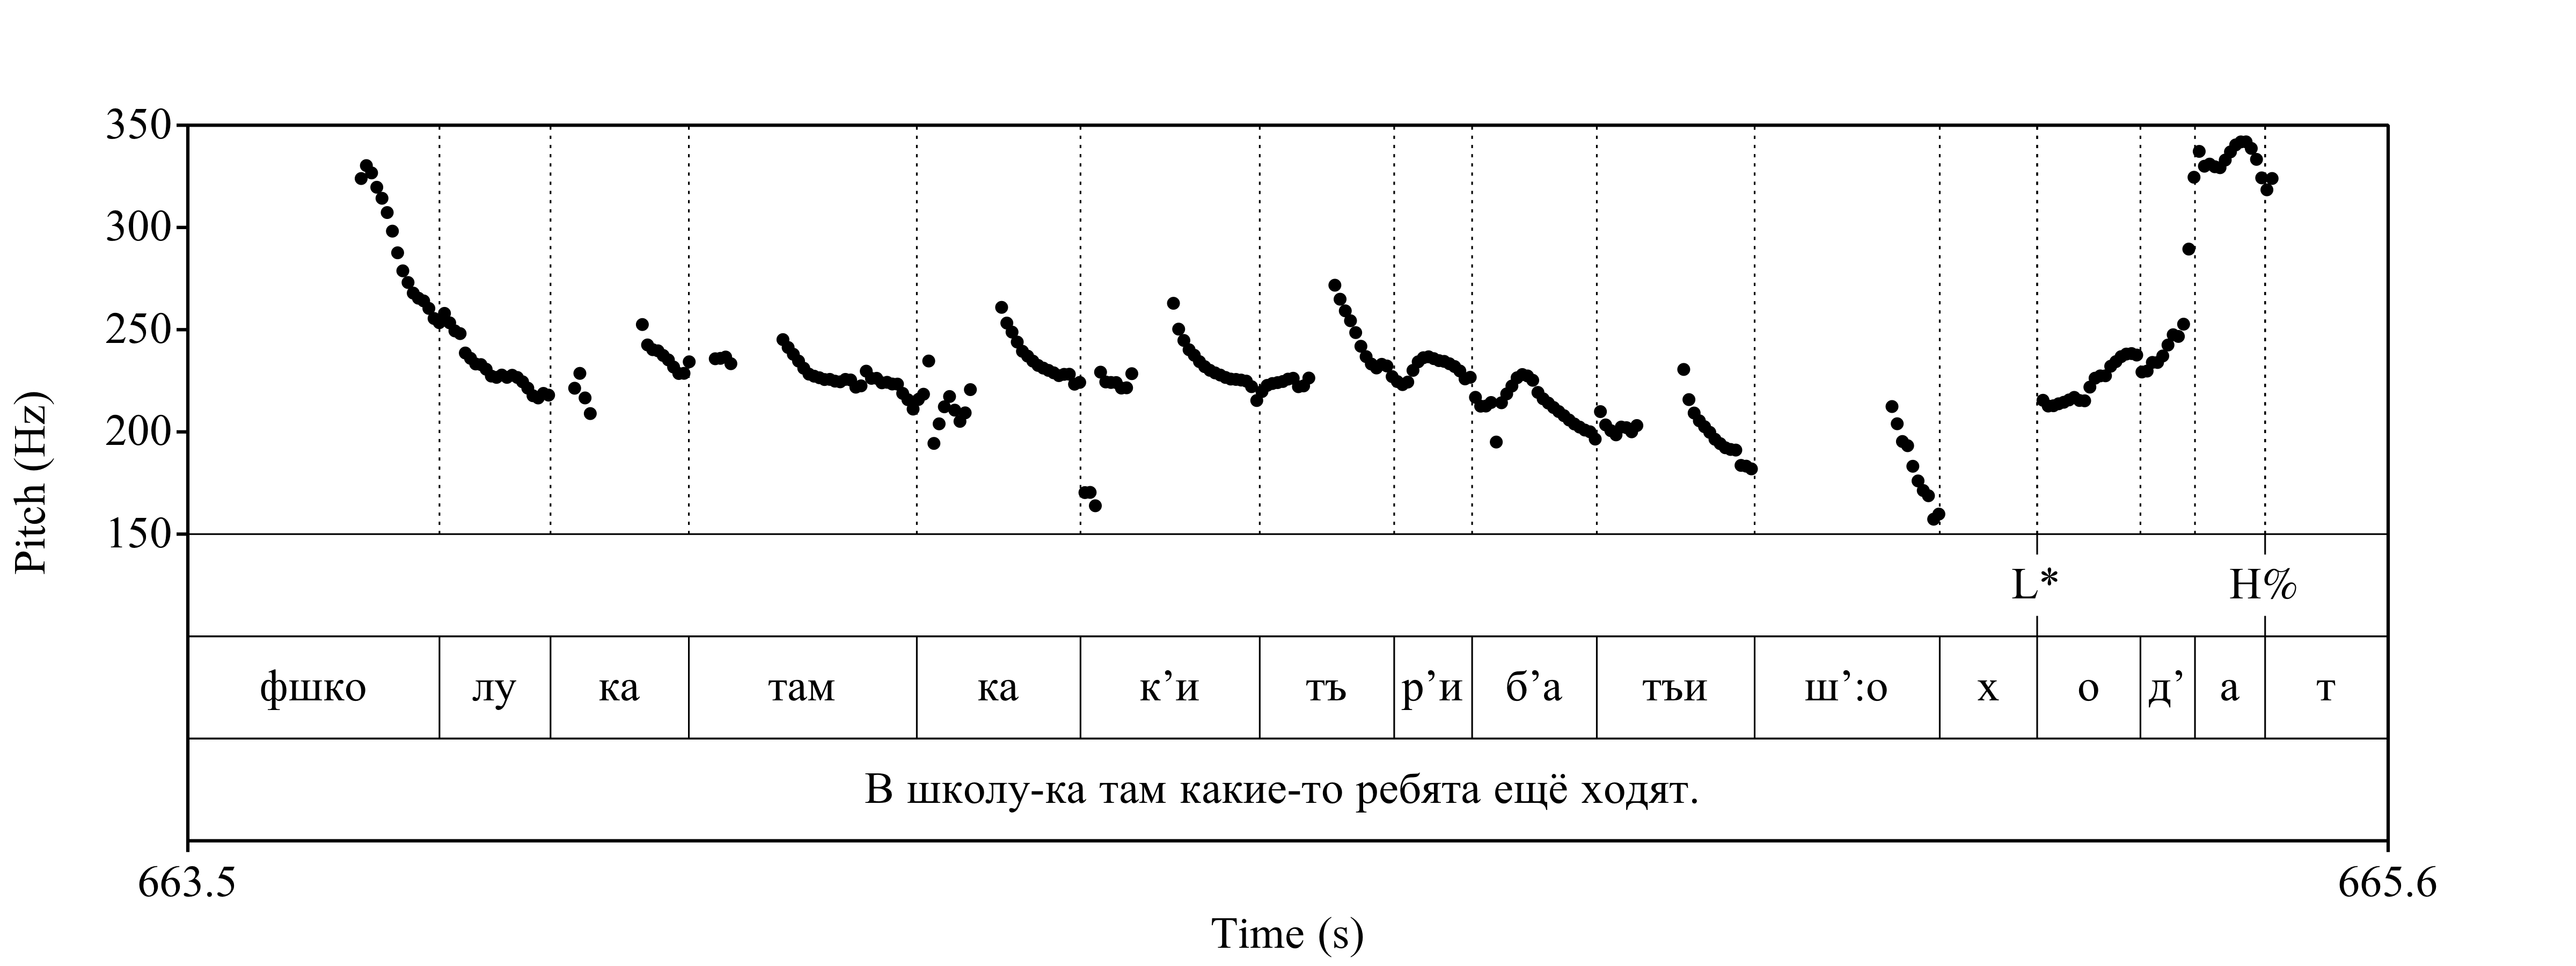 350
300
250
200
150
Pitch (Hz)
L* H%
фшко лу ка там ка к’и тъ р’и б’а тъи ш’:о х о д’ а т
В школу-ка там какие-то ребята ещё ходят.
663.5 665.6
Time (s)